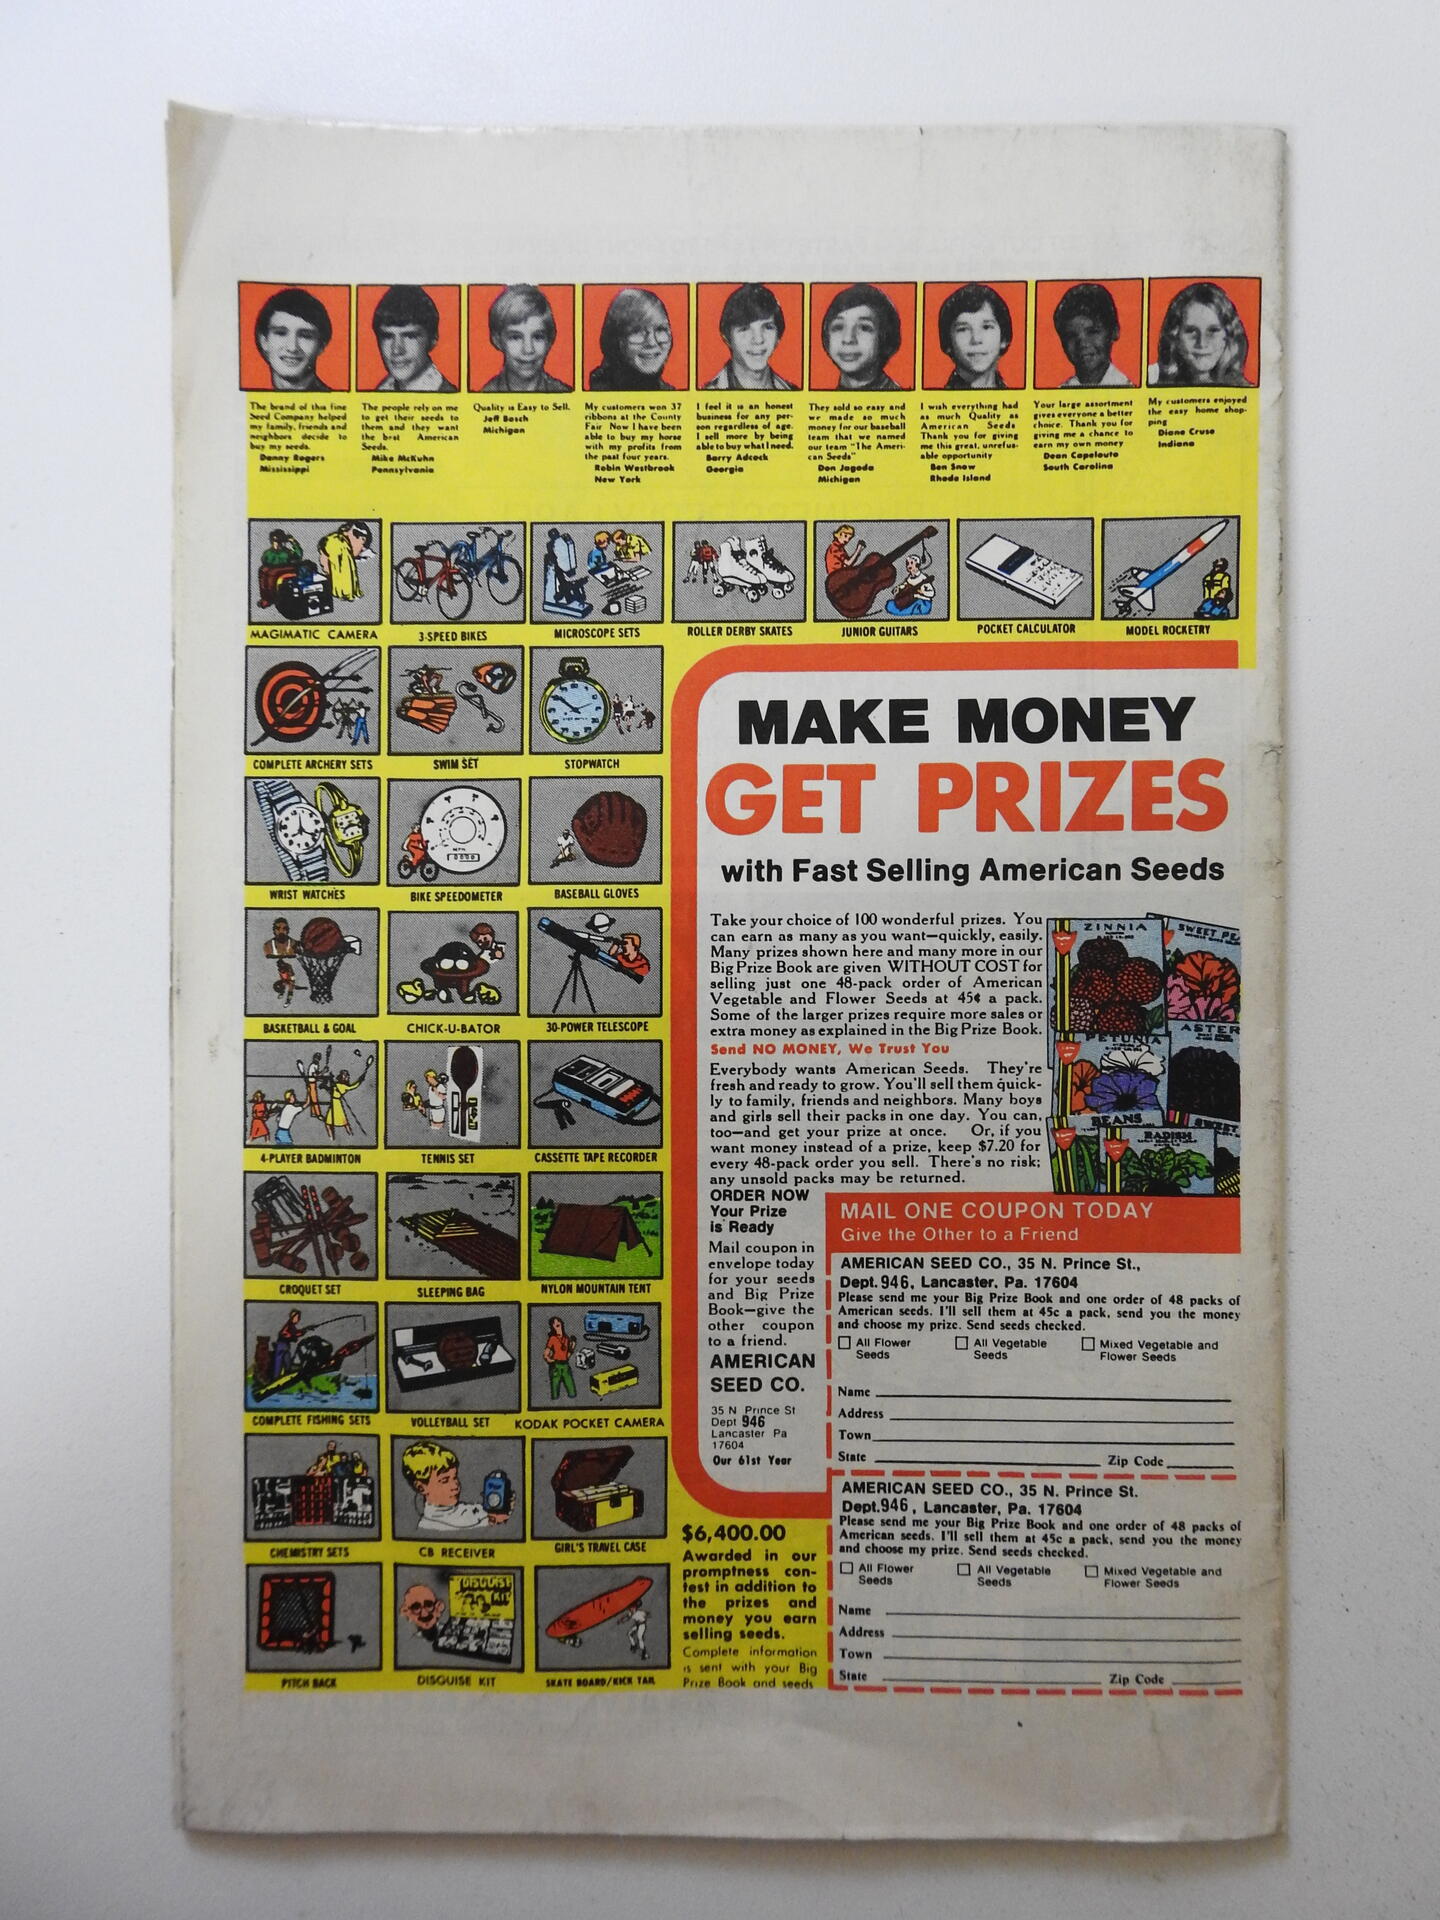 The brand of this fine
Seed Company helped
my family, friends and
neighbors decide to
buy my seeds.
Danny Rogers
Mississippi
The people rely on me
to get their seeds to
them and they want
the best American
Seeds.
Mike McKuhn
Pennsylvania
Quality is Easy to Sell.
Jeff Bosch
Michigan
My customers won 37
ribbons at the County
Fair Now I have been
able to buy my horse
with my profits from
the past four years.
Robin Westbrook
New York
I feel it is an honest
business for any per-
son regardless of age.
I sell more by being
able to buy what I need.
Barry Adcock
Georgia
They sold so easy and
we made so much
money for our baseball
team that we named
our team "The Ameri-
can Seeds"
Don Jagoda
Michigan
I wish everything had
as much Quality as
American Seeds
Thank you for giving
me this great, unrefus-
able opportunity
Ben Snow
Rhode Island
Your large assortment
gives everyone a better
choice. Thank you for
giving me a chance to
earn my own money
Dean Capelouto
South Carolina
My customers enjoyed
the easy home shop-
ping
Diane Cruse
Indiana
MAGIMATIC CAMERA
3-SPEED BIKES
MICROSCOPE SETS
ROLLER DERBY SKATES
JUNIOR GUITARS
POCKET CALCULATOR
MODEL ROCKETRY
COMPLETE ARCHERY SETS
SWIM SET
STOPWATCH
WRIST WATCHES
BIKE SPEEDOMETER
BASEBALL GLOVES
BASKETBALL & GOAL
CHICK-U-BATOR
30-POWER TELESCOPE
4-PLAYER BADMINTON
TENNIS SET
CASSETTE TAPE RECORDER
CROQUET SET
SLEEPING BAG
NYLON MOUNTAIN TENT
COMPLETE FISHING SETS
VOLLEYBALL SET
KODAK POCKET CAMERA
CHEMISTRY SETS
CB RECEIVER
GIRL'S TRAVEL CASE
DISGUISE
KIT
PITCH BACK
DISGUISE KIT
SKATE BOARD/KICK TAIL
MAKE MONEY
GET PRIZES
with Fast Selling American Seeds
Take your choice of 100 wonderful prizes. You
can earn as many as you want—quickly, easily.
Many prizes shown here and many more in our
Big Prize Book are given WITHOUT COST for
selling just one 48-pack order of American
Vegetable and Flower Seeds at 45¢ a pack.
Some of the larger prizes require more sales or
extra money as explained in the Big Prize Book.
Send NO MONEY, We Trust You
Everybody wants American Seeds. They're
fresh and ready to grow. You'll sell them quick-
ly to family, friends and neighbors. Many boys
and girls sell their packs in one day. You can,
too—and get your prize at once. Or, if you
want money instead of a prize, keep $7.20 for
every 48-pack order you sell. There's no risk;
any unsold packs may be returned.
ZINNIA
SWEET PE
ASTER
PETUNIA
BEANS
RADISH
SWEET
ORDER NOW
Your Prize
is Ready
Mail coupon in
envelope today
for your seeds
and Big Prize
Book—give the
other coupon
to a friend.
AMERICAN
SEED CO.
35 N Prince St
Dept 946
Lancaster Pa
17604
Our 61st Year
$6,400.00
Awarded in our
promptness con-
test in addition to
the prizes and
money you earn
selling seeds.
Complete information
is sent with your Big
Prize Book and seeds
MAIL ONE COUPON TODAY
Give the Other to a Friend
AMERICAN SEED CO., 35 N. Prince St.,
Dept. 946, Lancaster, Pa. 17604
Please send me your Big Prize Book and one order of 48 packs of
American seeds. I'll sell them at 45c a pack, send you the money
and choose my prize. Send seeds checked.
All Flower
Seeds
All Vegetable
Seeds
Mixed Vegetable and
Flower Seeds
Name
Address
Town
State Zip Code
AMERICAN SEED CO., 35 N. Prince St.
Dept. 946, Lancaster, Pa. 17604
Please send me your Big Prize Book and one order of 48 packs of
American seeds. I'll sell them at 45c a pack, send you the money
and choose my prize. Send seeds checked.
All Flower
Seeds
All Vegetable
Seeds
Mixed Vegetable and
Flower Seeds
Name
Address
Town
State Zip Code